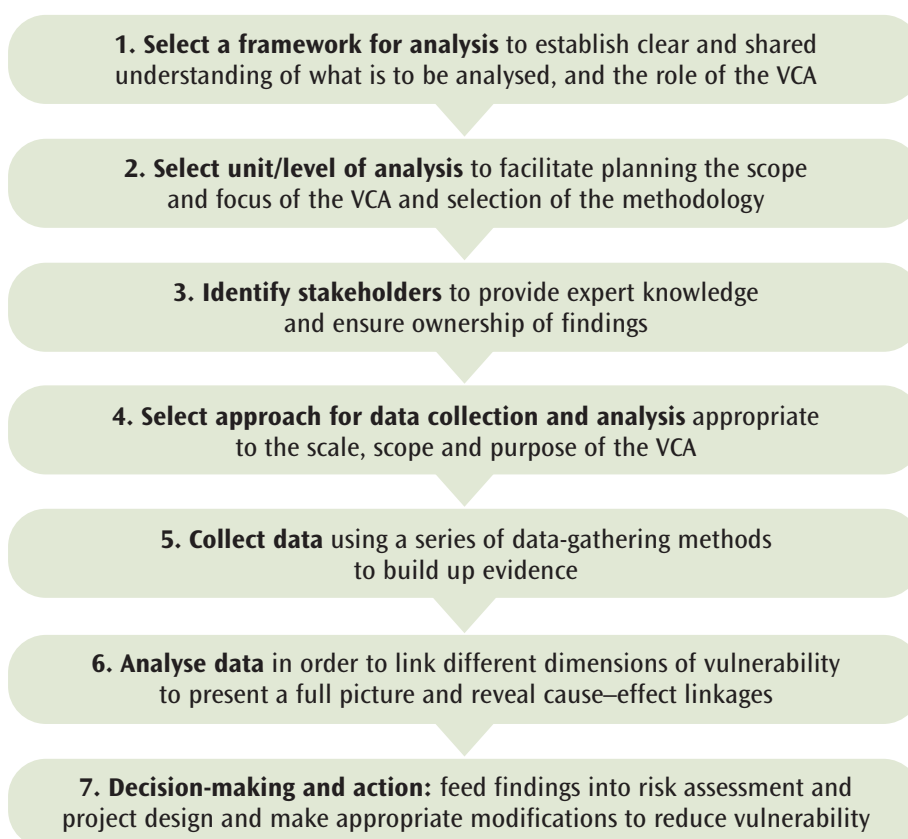 1. Select a framework for analysis to establish clear and shared
understanding of what is to be analysed, and the role of the VCA
2. Select unit/level of analysis to facilitate planning the scope
and focus of the VCA and selection of the methodology
3. Identify stakeholders to provide expert knowledge
and ensure ownership of findings
4. Select approach for data collection and analysis appropriate
to the scale, scope and purpose of the VCA
5. Collect data using a series of data-gathering methods
to build up evidence
6. Analyse data in order to link different dimensions of vulnerability
to present a full picture and reveal cause–effect linkages
7. Decision-making and action: feed findings into risk assessment and
project design and make appropriate modifications to reduce vulnerability